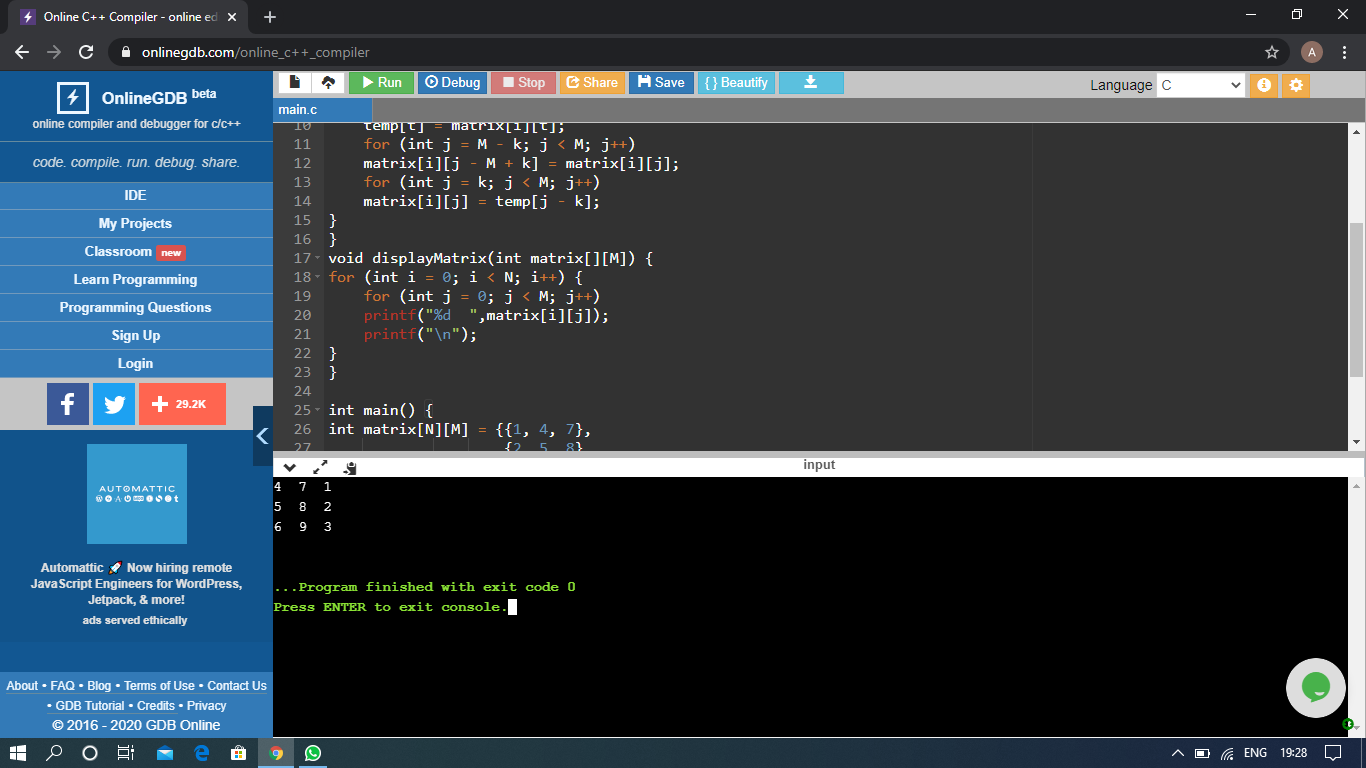 Online C++ Compiler - online ed
onlinegdb.com/online_c++_compiler
A
OnlineGDB beta
online compiler and debugger for c/c++
code. compile. run. debug. share.
IDE
My Projects
Classroom new
Learn Programming
Programming Questions
Sign Up
Login
29.2K
AUTOMATTIC
Automattic 🚀 Now hiring remote
JavaScript Engineers for WordPress,
Jetpack, & more!
ads served ethically
About • FAQ • Blog • Terms of Use • Contact Us
• GDB Tutorial • Credits • Privacy
© 2016 - 2020 GDB Online
Run Debug Stop Share Save { } Beautify
Language C
main.c
10 temp[t] = matrix[i][t];
11 for (int j = M - k; j < M; j++)
12 matrix[i][j - M + k] = matrix[i][j];
13 for (int j = k; j < M; j++)
14 matrix[i][j] = temp[j - k];
15 }
16 }
17 void displayMatrix(int matrix[][M]) {
18 for (int i = 0; i < N; i++) {
19 for (int j = 0; j < M; j++)
20 printf("%d  ",matrix[i][j]);
21 printf("\n");
22 }
23 }
24
25 int main() {
26 int matrix[N][M] = {{1, 4, 7},
27 {2, 5, 8}
input
4 7 1
5 8 2
6 9 3
...Program finished with exit code 0
Press ENTER to exit console.
ENG 19:28